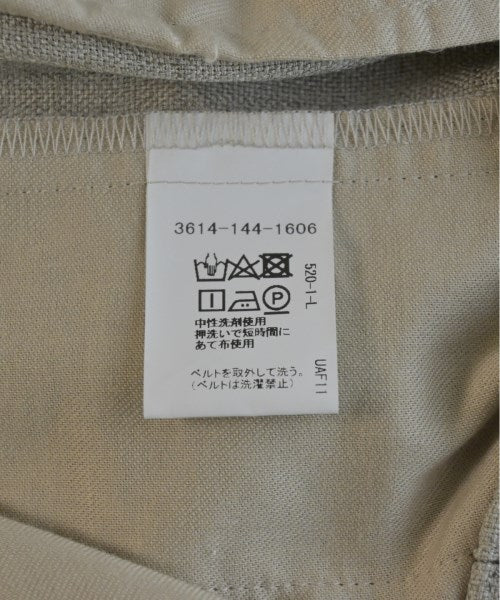 3614-144-1606
P
中性洗剤使用
押洗いで短時間に
あて布使用
ベルトを取外して洗う。
(ベルトは洗濯禁止)
520-1-L
UAF11